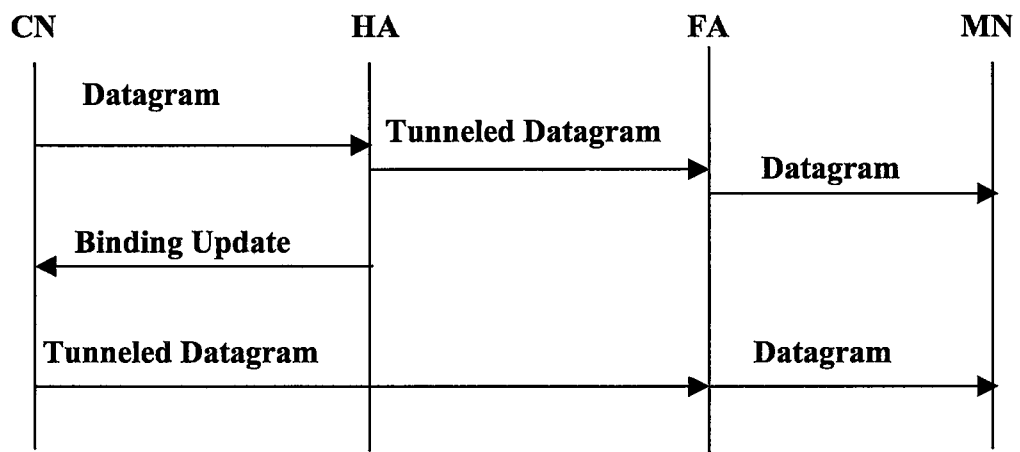 CN HA FA MN
Datagram
Tunneled Datagram
Datagram
Binding Update
Tunneled Datagram Datagram